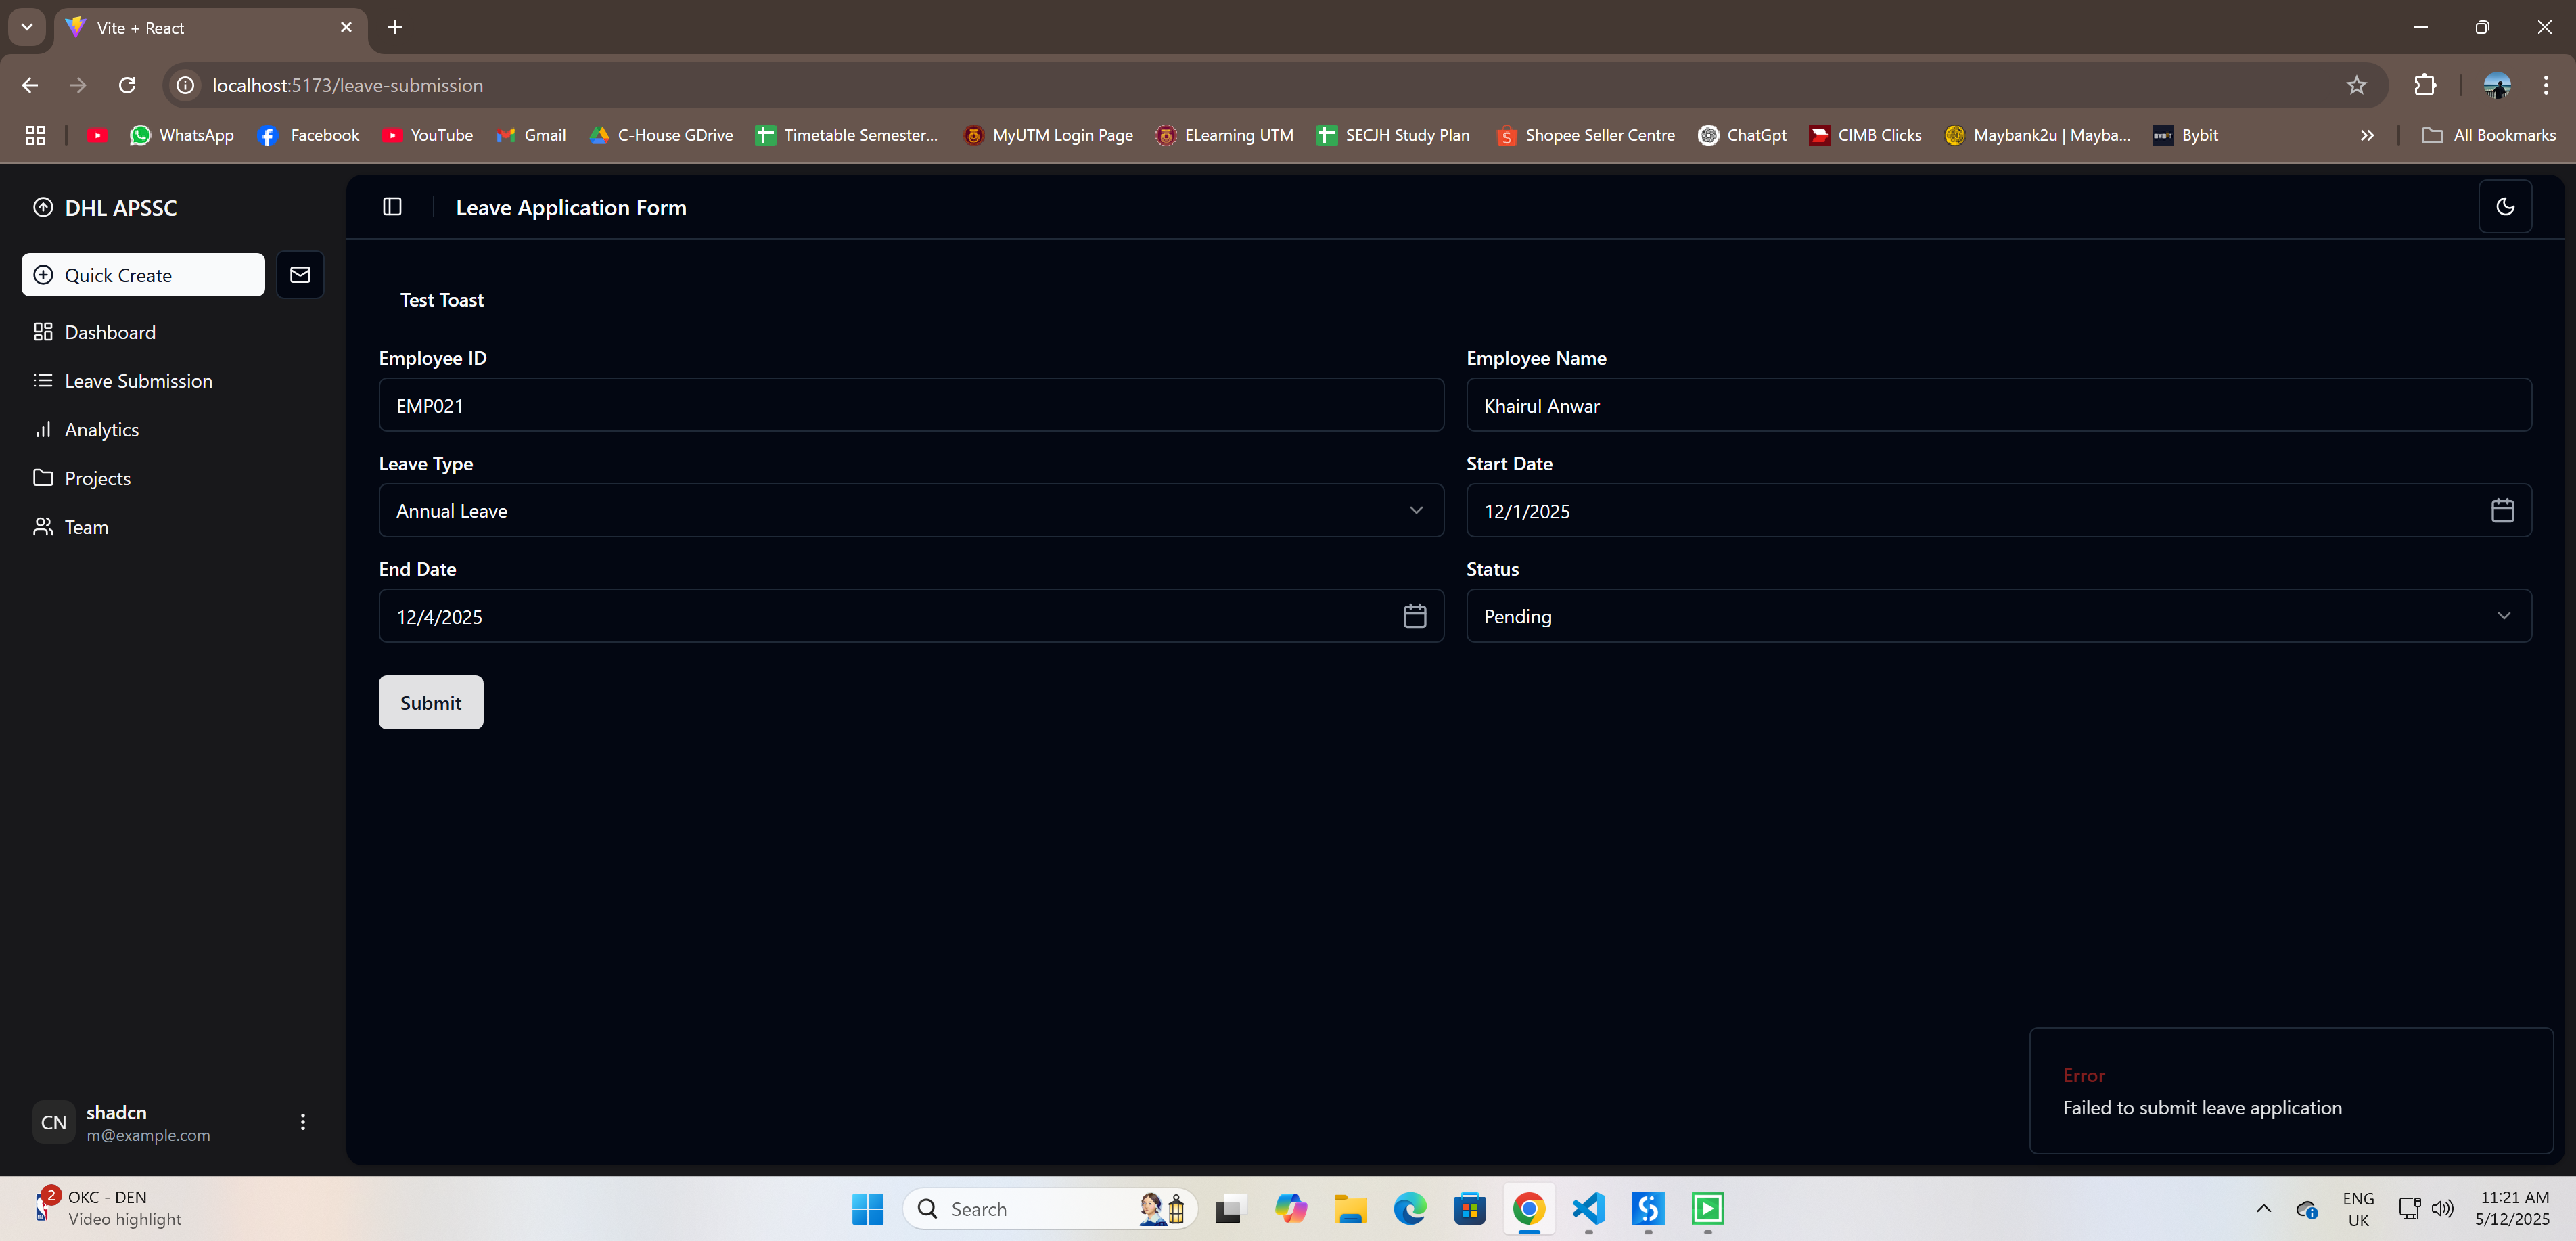 Vite + React
localhost:5173/leave-submission
WhatsApp
Facebook
YouTube
Gmail
C-House GDrive
Timetable Semester...
MyUTM Login Page
ELearning UTM
SECJH Study Plan
Shopee Seller Centre
ChatGpt
CIMB Clicks
Maybank2u | Mayba...
Bybit
All Bookmarks
DHL APSSC
Quick Create
Dashboard
Leave Submission
Analytics
Projects
Team
Leave Application Form
Test Toast
Employee ID
EMP021
Employee Name
Khairul Anwar
Leave Type
Annual Leave
Start Date
12/1/2025
End Date
12/4/2025
Status
Pending
Submit
Error
Failed to submit leave application
CN
shadcn
m@example.com
2
OKC - DEN
Video highlight
Search
ENG
UK
11:21 AM
5/12/2025